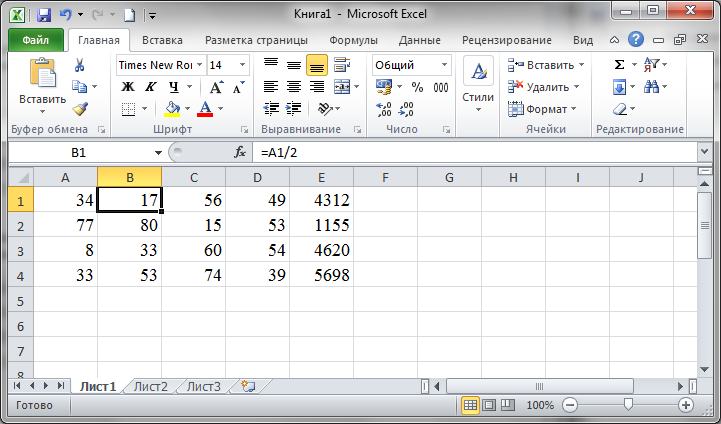 Книга1 - Microsoft Excel
Файл Главная Вставка Разметка страницы Формулы Данные Рецензирование Вид
Вставить
Times New Ror 14
Ж К Ч
Общий
% 000
Стили
Вставить
Удалить
Формат
Σ
Буфер обмена Шрифт Выравнивание Число Ячейки Редактирование
B1 fx =A1/2
A B C D E F G H I J
1 34 17 56 49 4312
2 77 80 15 53 1155
3 8 33 60 54 4620
4 33 53 74 39 5698
5
6
7
8
Лист1 Лист2 Лист3
Готово 100%